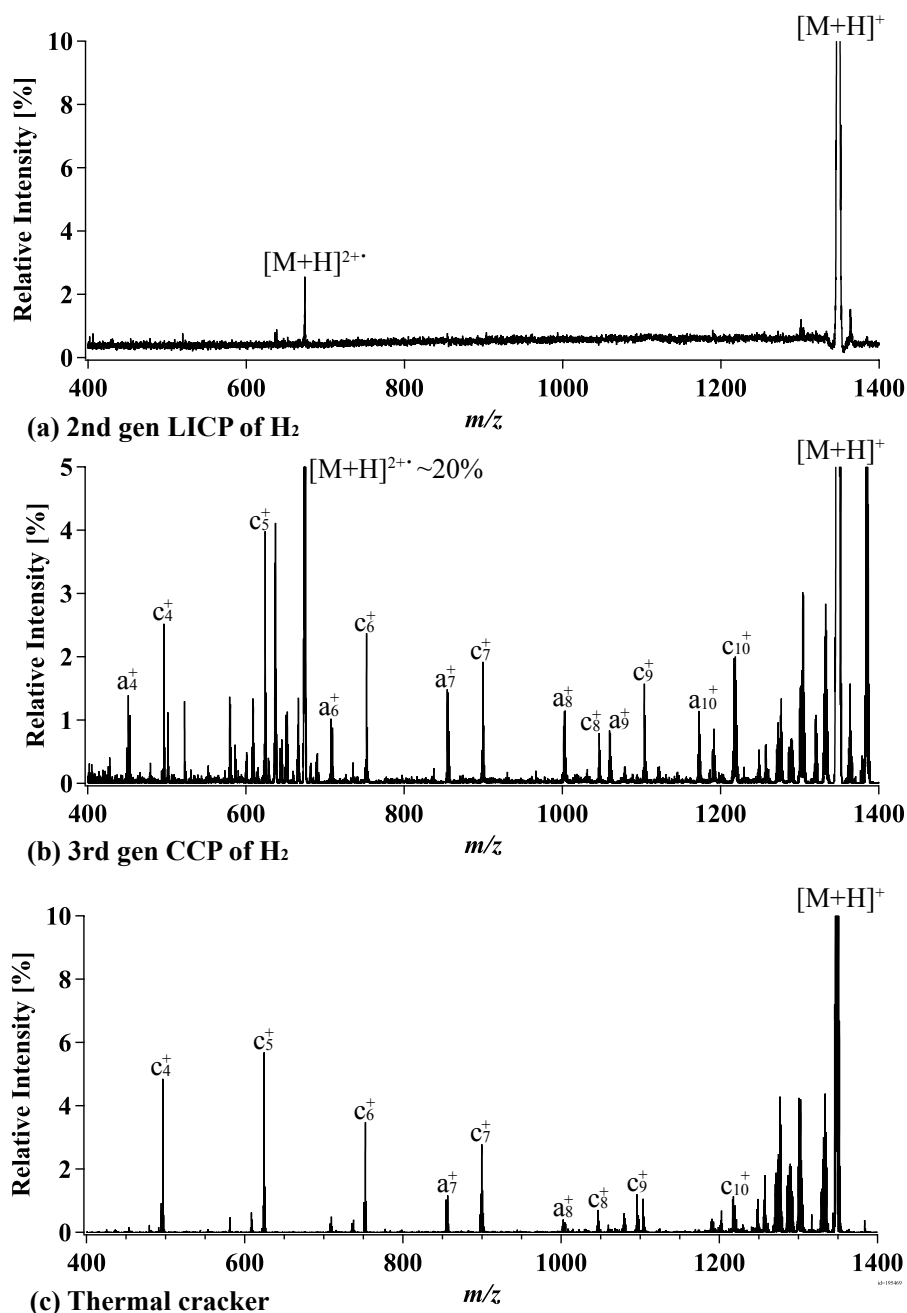 [M+H]⁺
10
8
6
4
2
0
Relative Intensity [%]
[M+H]²⁺·
400 600 800 1000 1200 1400
m/z
(a) 2nd gen LICP of H₂
[M+H]²⁺· ~20%
[M+H]⁺
5
4
3
2
1
0
Relative Intensity [%]
a₄⁺ c₄⁺ c₅⁺ a₆⁺ c₆⁺ a₇⁺ c₇⁺ a₈⁺ c₈⁺ a₉⁺ c₉⁺ a₁₀⁺ c₁₀⁺
400 600 800 1000 1200 1400
m/z
(b) 3rd gen CCP of H₂
[M+H]⁺
10
8
6
4
2
0
Relative Intensity [%]
c₄⁺ c₅⁺ c₆⁺ a₇⁺ c₇⁺ a₈⁺ c₈⁺ c₉⁺ c₁₀⁺
400 600 800 1000 1200 1400
m/z
(c) Thermal cracker
id=195469